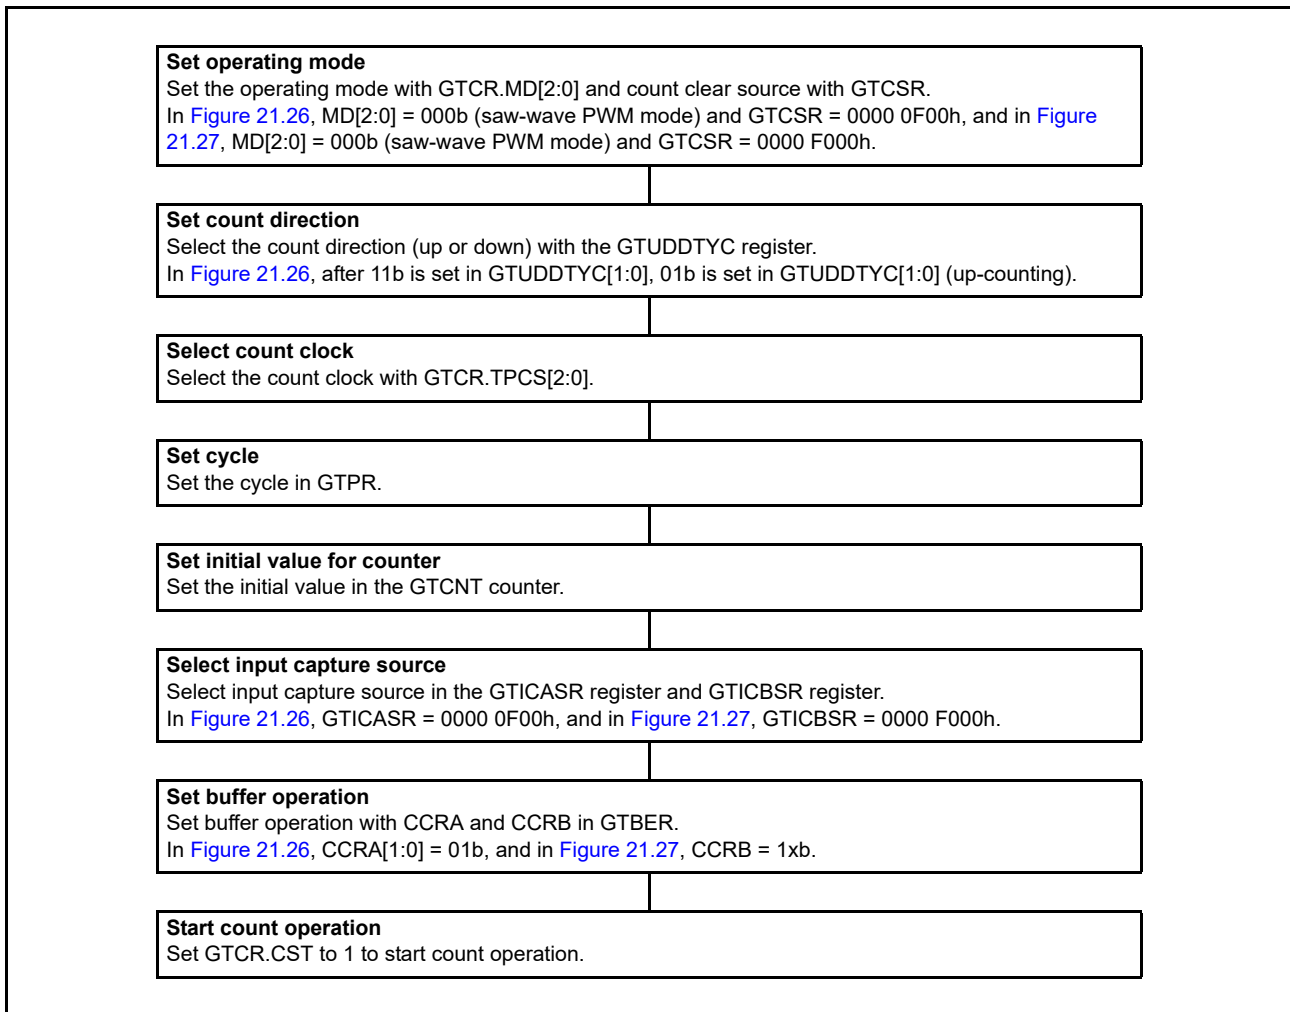 Set operating mode
Set the operating mode with GTCR.MD[2:0] and count clear source with GTCSR.
In Figure 21.26, MD[2:0] = 000b (saw-wave PWM mode) and GTCSR = 0000 0F00h, and in Figure
21.27, MD[2:0] = 000b (saw-wave PWM mode) and GTCSR = 0000 F000h.
Set count direction
Select the count direction (up or down) with the GTUDDTYC register.
In Figure 21.26, after 11b is set in GTUDDTYC[1:0], 01b is set in GTUDDTYC[1:0] (up-counting).
Select count clock
Select the count clock with GTCR.TPCS[2:0].
Set cycle
Set the cycle in GTPR.
Set initial value for counter
Set the initial value in the GTCNT counter.
Select input capture source
Select input capture source in the GTICASR register and GTICBSR register.
In Figure 21.26, GTICASR = 0000 0F00h, and in Figure 21.27, GTICBSR = 0000 F000h.
Set buffer operation
Set buffer operation with CCRA and CCRB in GTBER.
In Figure 21.26, CCRA[1:0] = 01b, and in Figure 21.27, CCRB = 1xb.
Start count operation
Set GTCR.CST to 1 to start count operation.